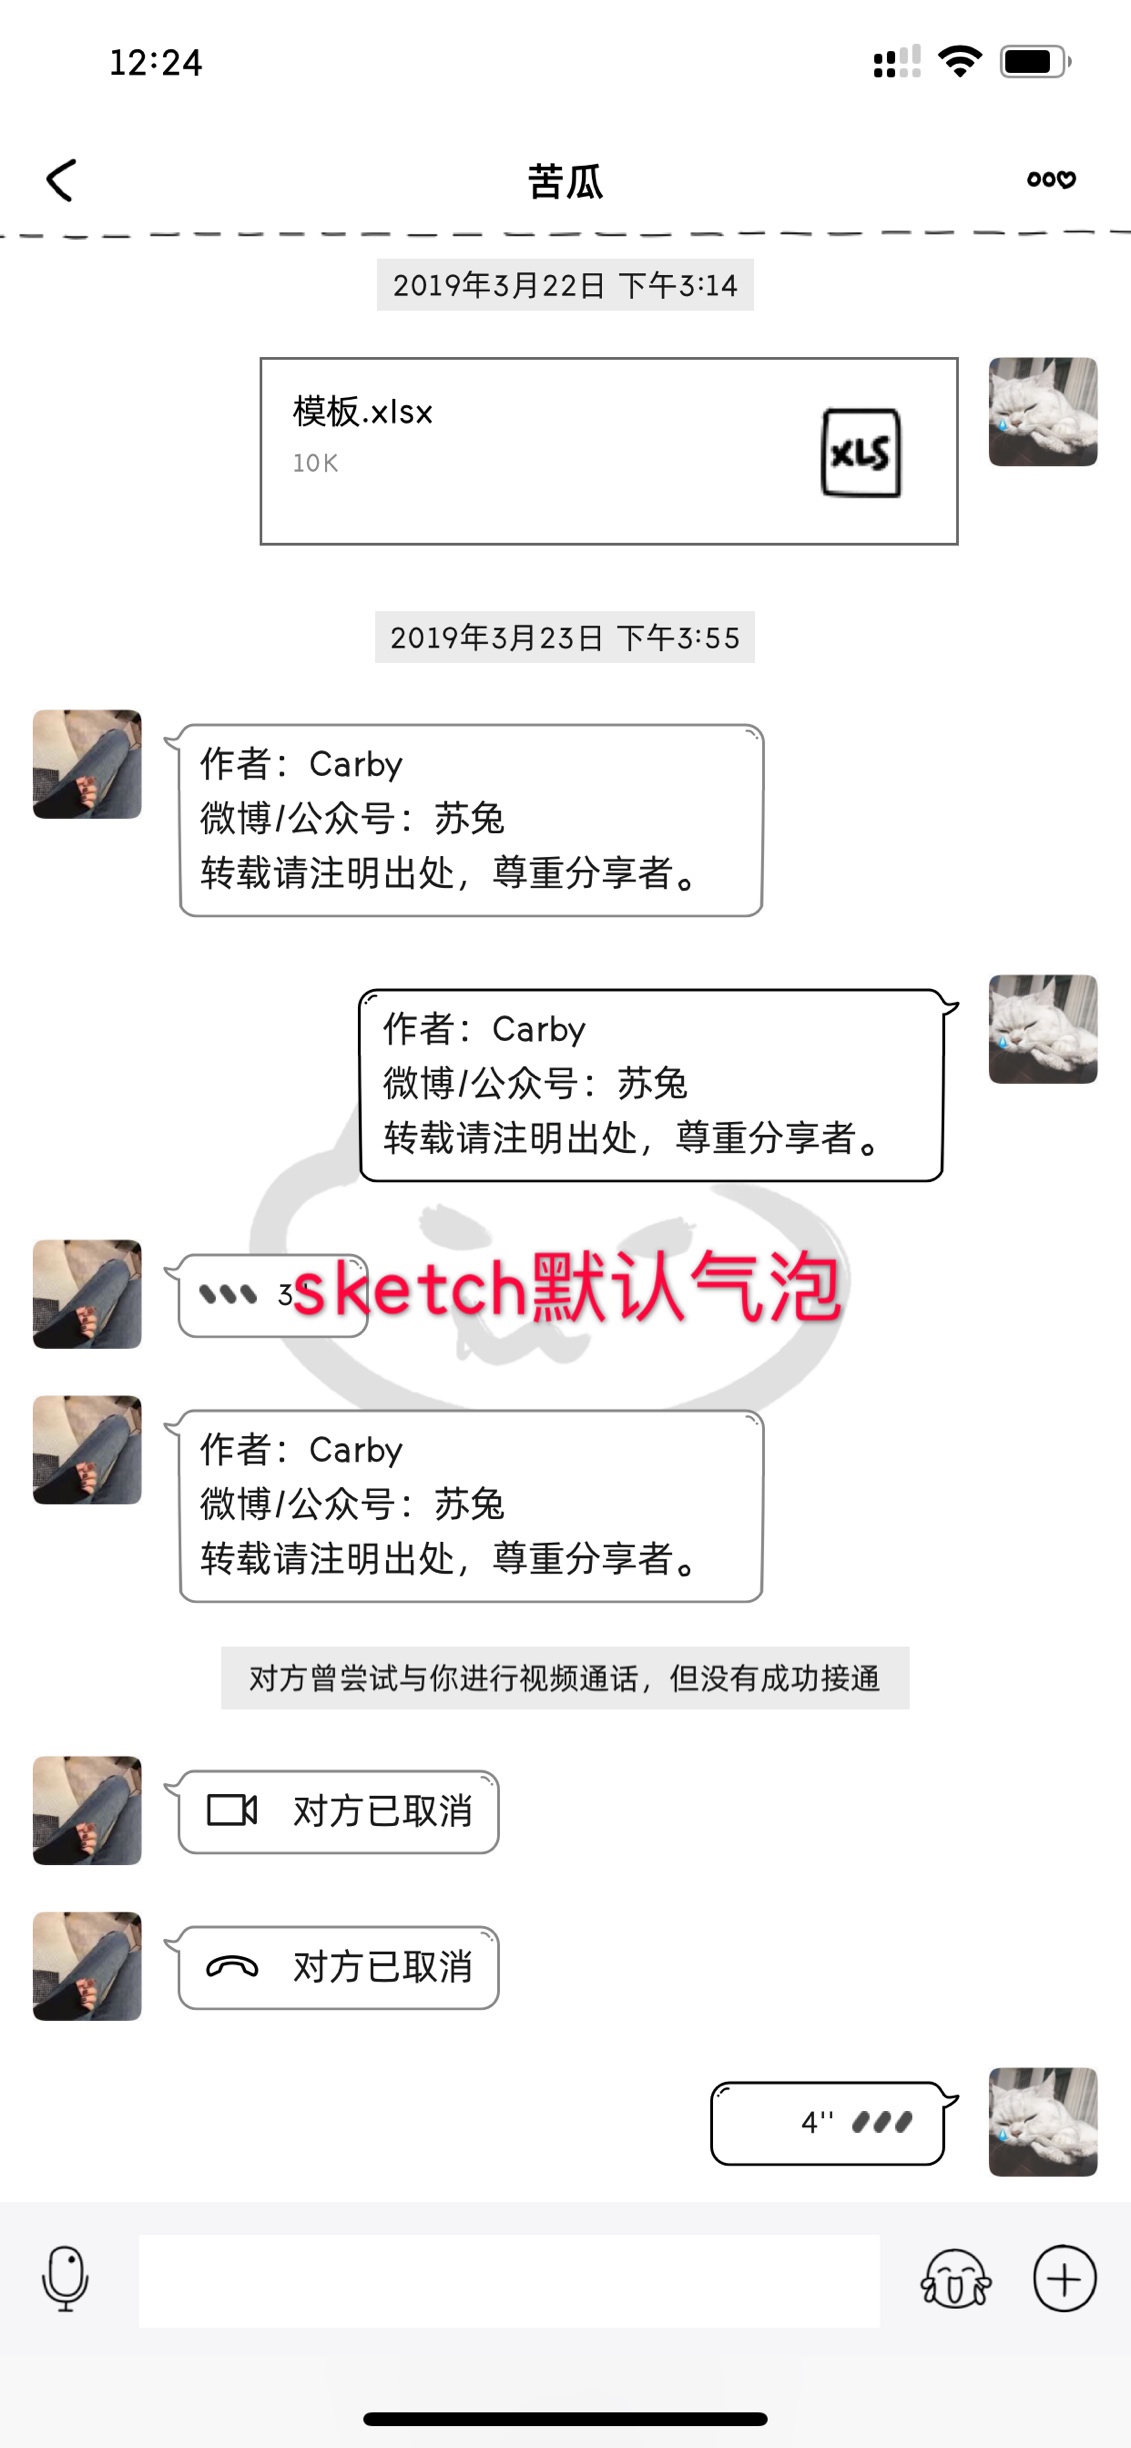 12:24
苦瓜
2019年3月22日 下午3:14
模板.xlsx
10K
XLS
2019年3月23日 下午3:55
作者：Carby
微博/公众号：苏兔
转载请注明出处，尊重分享者。
作者：Carby
微博/公众号：苏兔
转载请注明出处，尊重分享者。
3
sketch默认气泡
作者：Carby
微博/公众号：苏兔
转载请注明出处，尊重分享者。
对方曾尝试与你进行视频通话，但没有成功接通
对方已取消
对方已取消
4''